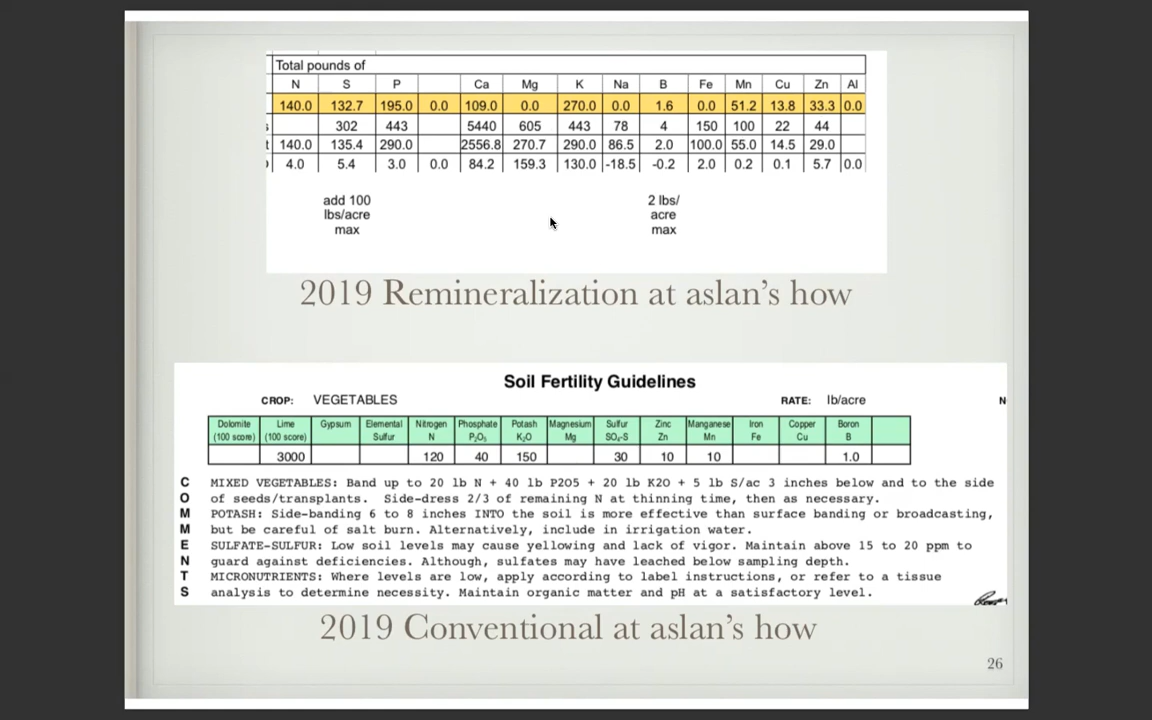 Total pounds of
N S P Ca Mg K Na B Fe Mn Cu Zn Al
140.0 132.7 195.0 0.0 109.0 0.0 270.0 0.0 1.6 0.0 51.2 13.8 33.3 0.0
302 443 5440 605 443 78 4 150 100 22 44
140.0 135.4 290.0 2556.8 270.7 290.0 86.5 2.0 100.0 55.0 14.5 29.0
4.0 5.4 3.0 0.0 84.2 159.3 130.0 -18.5 -0.2 2.0 0.2 0.1 5.7 0.0
add 100
lbs/acre
max
2 lbs/
acre
max
2019 Remineralization at aslan's how
Soil Fertility Guidelines
CROP: VEGETABLES RATE: lb/acre N
Dolomite Lime Gypsum Elemental Nitrogen Phosphate Potash Magnesium Sulfur Zinc Manganese Iron Copper Boron
(100 score) (100 score) Sulfur N P₂O₅ K₂O Mg SO₄-S Zn Mn Fe Cu B
3000 120 40 150 30 10 10 1.0
C MIXED VEGETABLES: Band up to 20 lb N + 40 lb P2O5 + 20 lb K2O + 5 lb S/ac 3 inches below and to the side
O of seeds/transplants. Side-dress 2/3 of remaining N at thinning time, then as necessary.
M POTASH: Side-banding 6 to 8 inches INTO the soil is more effective than surface banding or broadcasting,
M but be careful of salt burn. Alternatively, include in irrigation water.
E SULFATE-SULFUR: Low soil levels may cause yellowing and lack of vigor. Maintain above 15 to 20 ppm to
N guard against deficiencies. Although, sulfates may have leached below sampling depth.
T MICRONUTRIENTS: Where levels are low, apply according to label instructions, or refer to a tissue
S analysis to determine necessity. Maintain organic matter and pH at a satisfactory level.
2019 Conventional at aslan's how
26